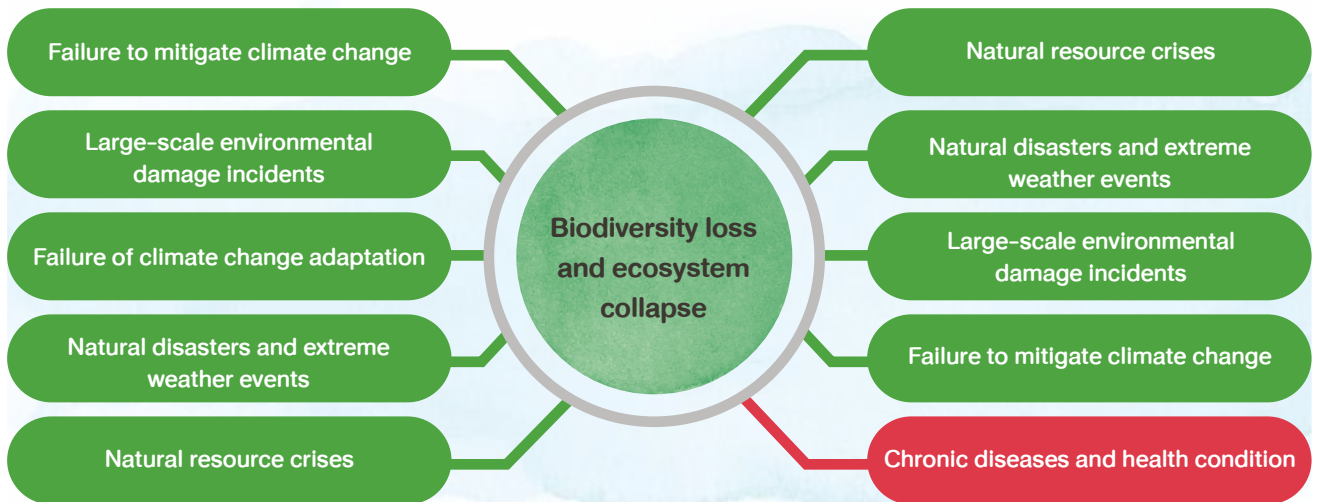 Failure to mitigate climate change
Large-scale environmental
damage incidents
Failure of climate change adaptation
Natural disasters and extreme
weather events
Natural resource crises
Biodiversity loss
and ecosystem
collapse
Natural resource crises
Natural disasters and extreme
weather events
Large-scale environmental
damage incidents
Failure to mitigate climate change
Chronic diseases and health condition